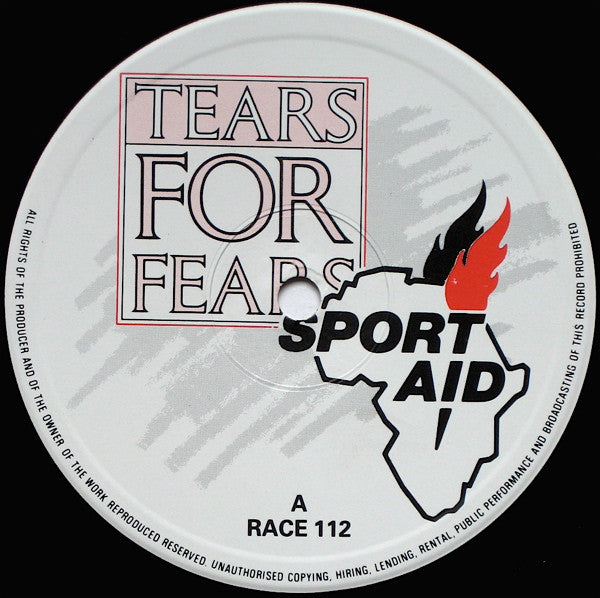 TEARS
FOR
FEARS
SPORT
AID
A
RACE 112
ALL RIGHTS OF THE PRODUCER AND OF THE OWNER OF THE WORK REPRODUCED RESERVED. UNAUTHORISED COPYING, HIRING, LENDING, RENTAL, PUBLIC PERFORMANCE AND BROADCASTING OF THIS RECORD PROHIBITED